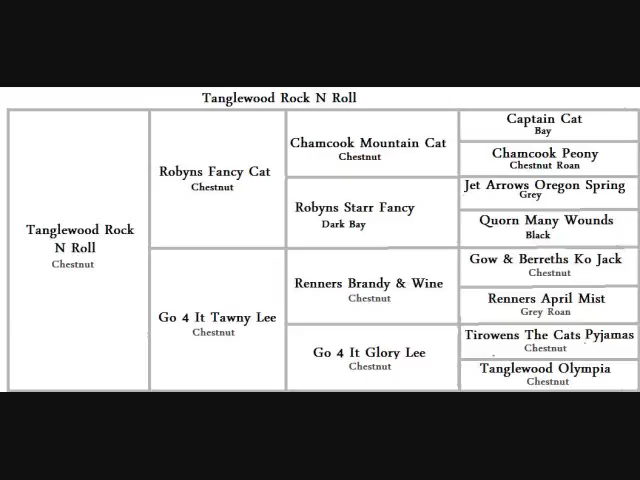 Tanglewood Rock N Roll
Tanglewood Rock
N Roll
Chestnut
Robyns Fancy Cat
Chestnut
Go 4 It Tawny Lee
Chestnut
Chamcook Mountain Cat
Chestnut
Robyns Starr Fancy
Dark Bay
Renners Brandy & Wine
Chestnut
Go 4 It Glory Lee
Chestnut
Captain Cat
Bay
Chamcook Peony
Chestnut Roan
Jet Arrows Oregon Spring
Grey
Quorn Many Wounds
Black
Gow & Berreths Ko Jack
Chestnut
Renners April Mist
Grey Roan
Tirowens The Cats Pyjamas
Chestnut
Tanglewood Olympia
Chestnut